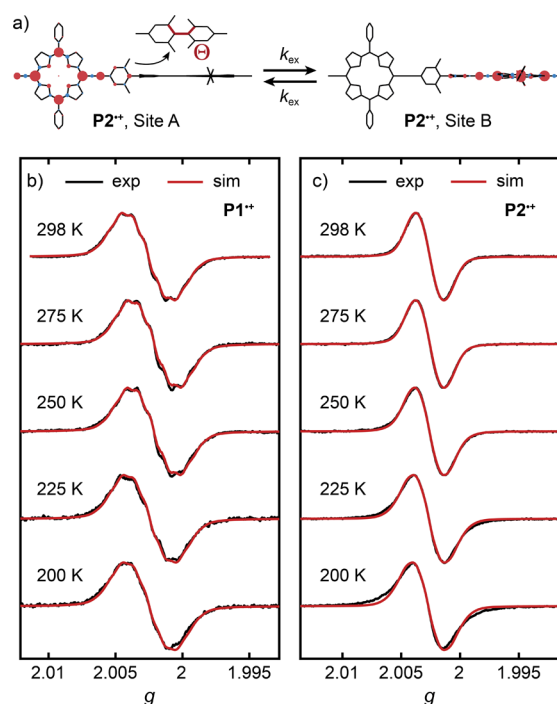 a)
Θ
k_ex
k_ex
P2•+, Site A
P2•+, Site B
b)
exp
sim
P1•+
298 K
275 K
250 K
225 K
200 K
2.01
2.005
2
1.995
g
c)
exp
sim
P2•+
298 K
275 K
250 K
225 K
200 K
2.01
2.005
2
1.995
g